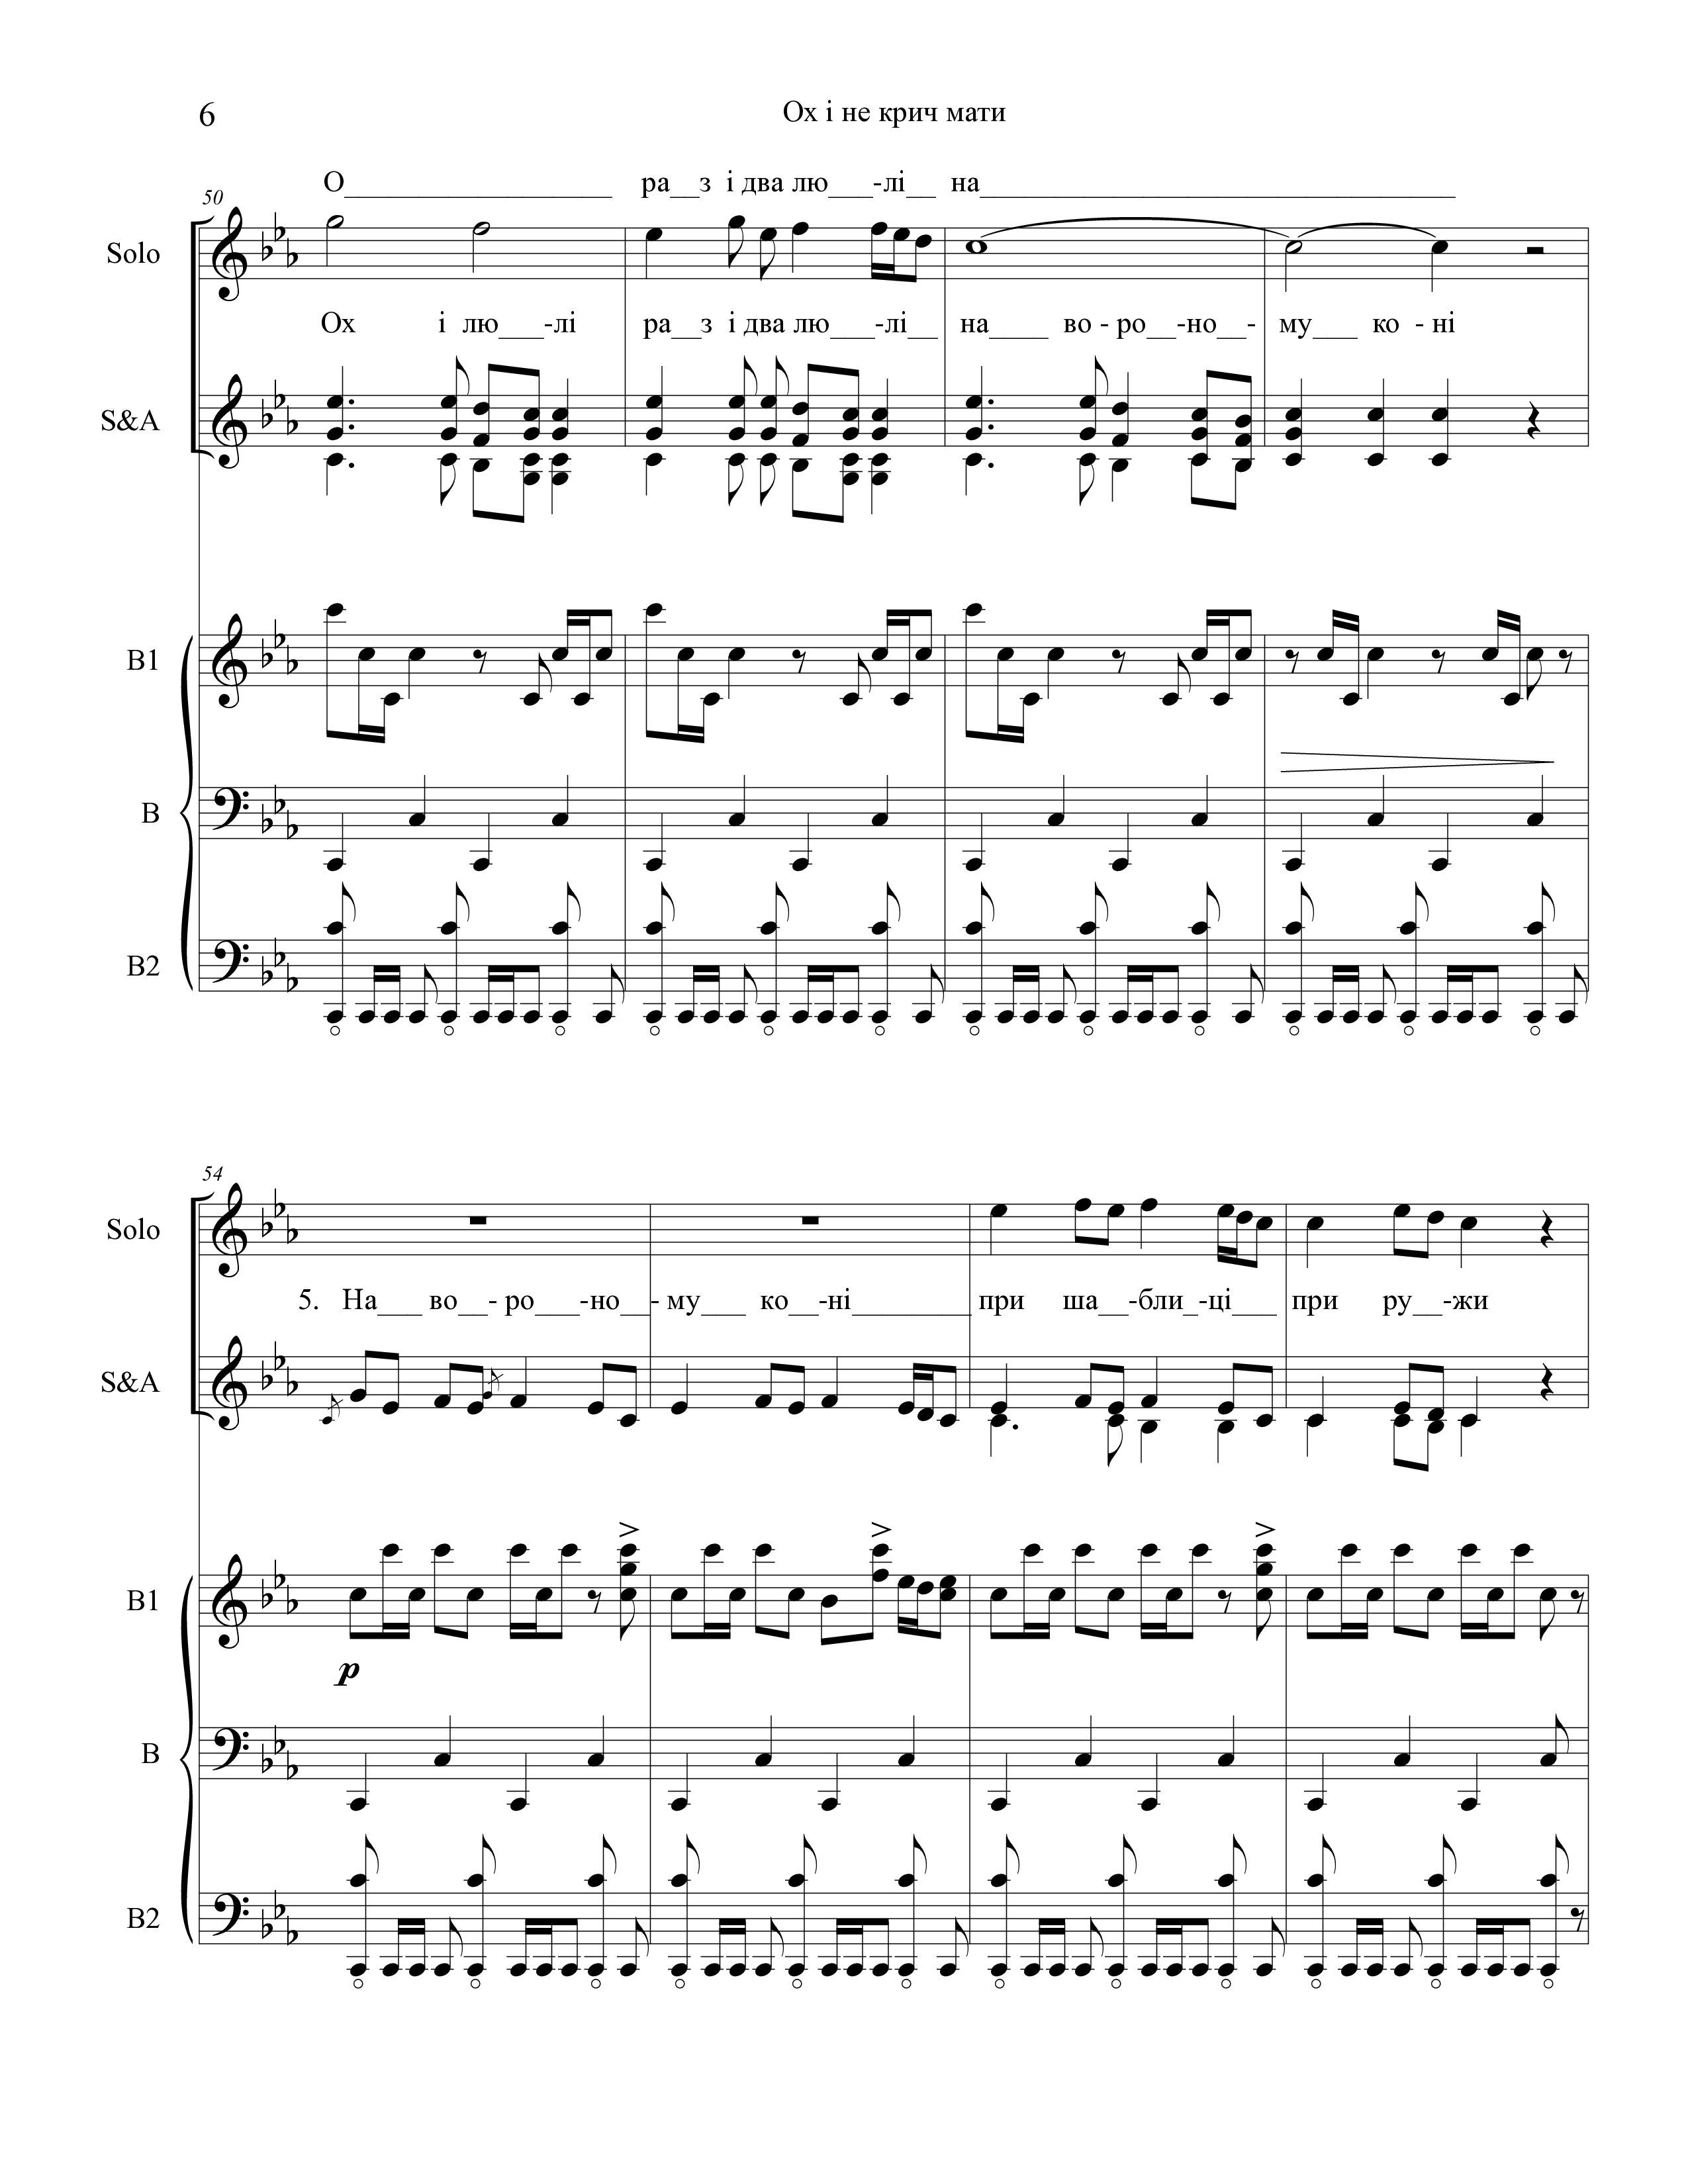 6
Ох і не крич мати
О__________________ ра__з і два лю___-лі__ на________________________________
50
Solo
Ох і лю___-лі ра__з і два лю___-лі__ на____ во - ро__-но__- му___ ко - ні
S&A
B1
B
B2
54
Solo
5. На___ во__- ро___-но__- му___ ко__-ні________ при ша__-бли_-ці___ при ру__-жи
S&A
B1
p
B
B2